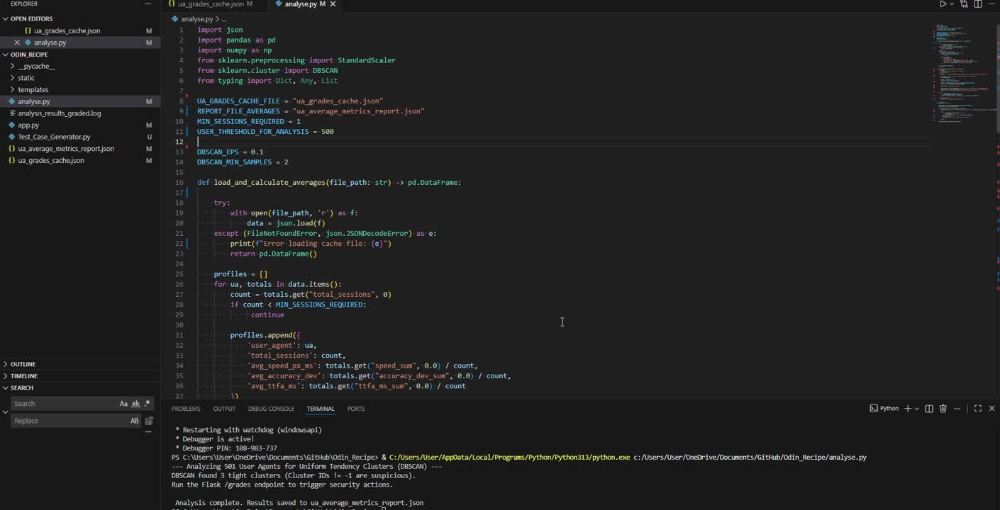 EXPLORER
...
OPEN EDITORS
{} ua_grades_cache.json M
analyse.py M
ODIN_RECIPE
__pycache__
static
templates
analyse.py M
analysis_results_graded.log
app.py M
Test_Case_Generator.py U
{} ua_average_metrics_report.json M
{} ua_grades_cache.json M
OUTLINE
TIMELINE
SEARCH
Search Aa ab .*
Replace AB
...
{} ua_grades_cache.json M analyse.py M
analyse.py > ...
1 import json
2 import pandas as pd
3 import numpy as np
4 from sklearn.preprocessing import StandardScaler
5 from sklearn.cluster import DBSCAN
6 from typing import Dict, Any, List
7
8 UA_GRADES_CACHE_FILE = "ua_grades_cache.json"
9 REPORT_FILE_AVERAGES = "ua_average_metrics_report.json"
10 MIN_SESSIONS_REQUIRED = 1
11 USER_THRESHOLD_FOR_ANALYSIS = 500
12
13 DBSCAN_EPS = 0.1
14 DBSCAN_MIN_SAMPLES = 2
15
16 def load_and_calculate_averages(file_path: str) -> pd.DataFrame:
17
18 try:
19 with open(file_path, 'r') as f:
20 data = json.load(f)
21 except (FileNotFoundError, json.JSONDecodeError) as e:
22 print(f"Error loading cache file: {e}")
23 return pd.DataFrame()
24
25 profiles = []
26 for ua, totals in data.items():
27 count = totals.get("total_sessions", 0)
28 if count < MIN_SESSIONS_REQUIRED:
29 continue
30
31 profiles.append({
32 'user_agent': ua,
33 'total_sessions': count,
34 'avg_speed_px_ms': totals.get("speed_sum", 0.0) / count,
35 'avg_accuracy_dev': totals.get("accuracy_dev_sum", 0.0) / count,
36 'avg_ttfa_ms': totals.get("ttfa_ms_sum", 0.0) / count
37 })
PROBLEMS OUTPUT DEBUG CONSOLE TERMINAL PORTS
Python
* Restarting with watchdog (windowsapi)
* Debugger is active!
* Debugger PIN: 108-983-737
PS C:\Users\User\OneDrive\Documents\GitHub\Odin_Recipe> & C:/Users/User/AppData/Local/Programs/Python/Python313/python.exe c:/Users/User/OneDrive/Documents/GitHub/Odin_Recipe/analyse.py
--- Analyzing 501 User Agents for Uniform Tendency Clusters (DBSCAN) ---
DBSCAN found 3 tight clusters (Cluster IDs != -1 are suspicious).
Run the Flask /grades endpoint to trigger security actions.
Analysis complete. Results saved to ua_average_metrics_report.json